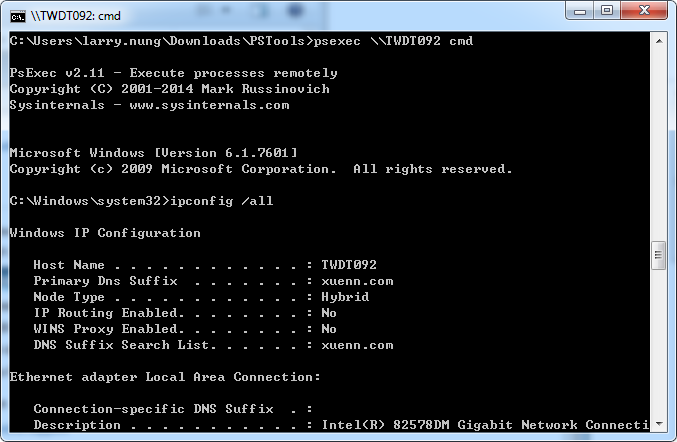 \\TWDT092: cmd
C:\Users\larry.nung\Downloads\PSTools>psexec \\TWDT092 cmd
PsExec v2.11 - Execute processes remotely
Copyright (C) 2001-2014 Mark Russinovich
Sysinternals - www.sysinternals.com
Microsoft Windows [Version 6.1.7601]
Copyright (c) 2009 Microsoft Corporation.  All rights reserved.
C:\Windows\system32>ipconfig /all
Windows IP Configuration
   Host Name . . . . . . . . . . . . : TWDT092
   Primary Dns Suffix  . . . . . . . : xuenn.com
   Node Type . . . . . . . . . . . . : Hybrid
   IP Routing Enabled. . . . . . . . : No
   WINS Proxy Enabled. . . . . . . . : No
   DNS Suffix Search List. . . . . . : xuenn.com
Ethernet adapter Local Area Connection:
   Connection-specific DNS Suffix  . :
   Description . . . . . . . . . . . : Intel(R) 82578DM Gigabit Network Connecti